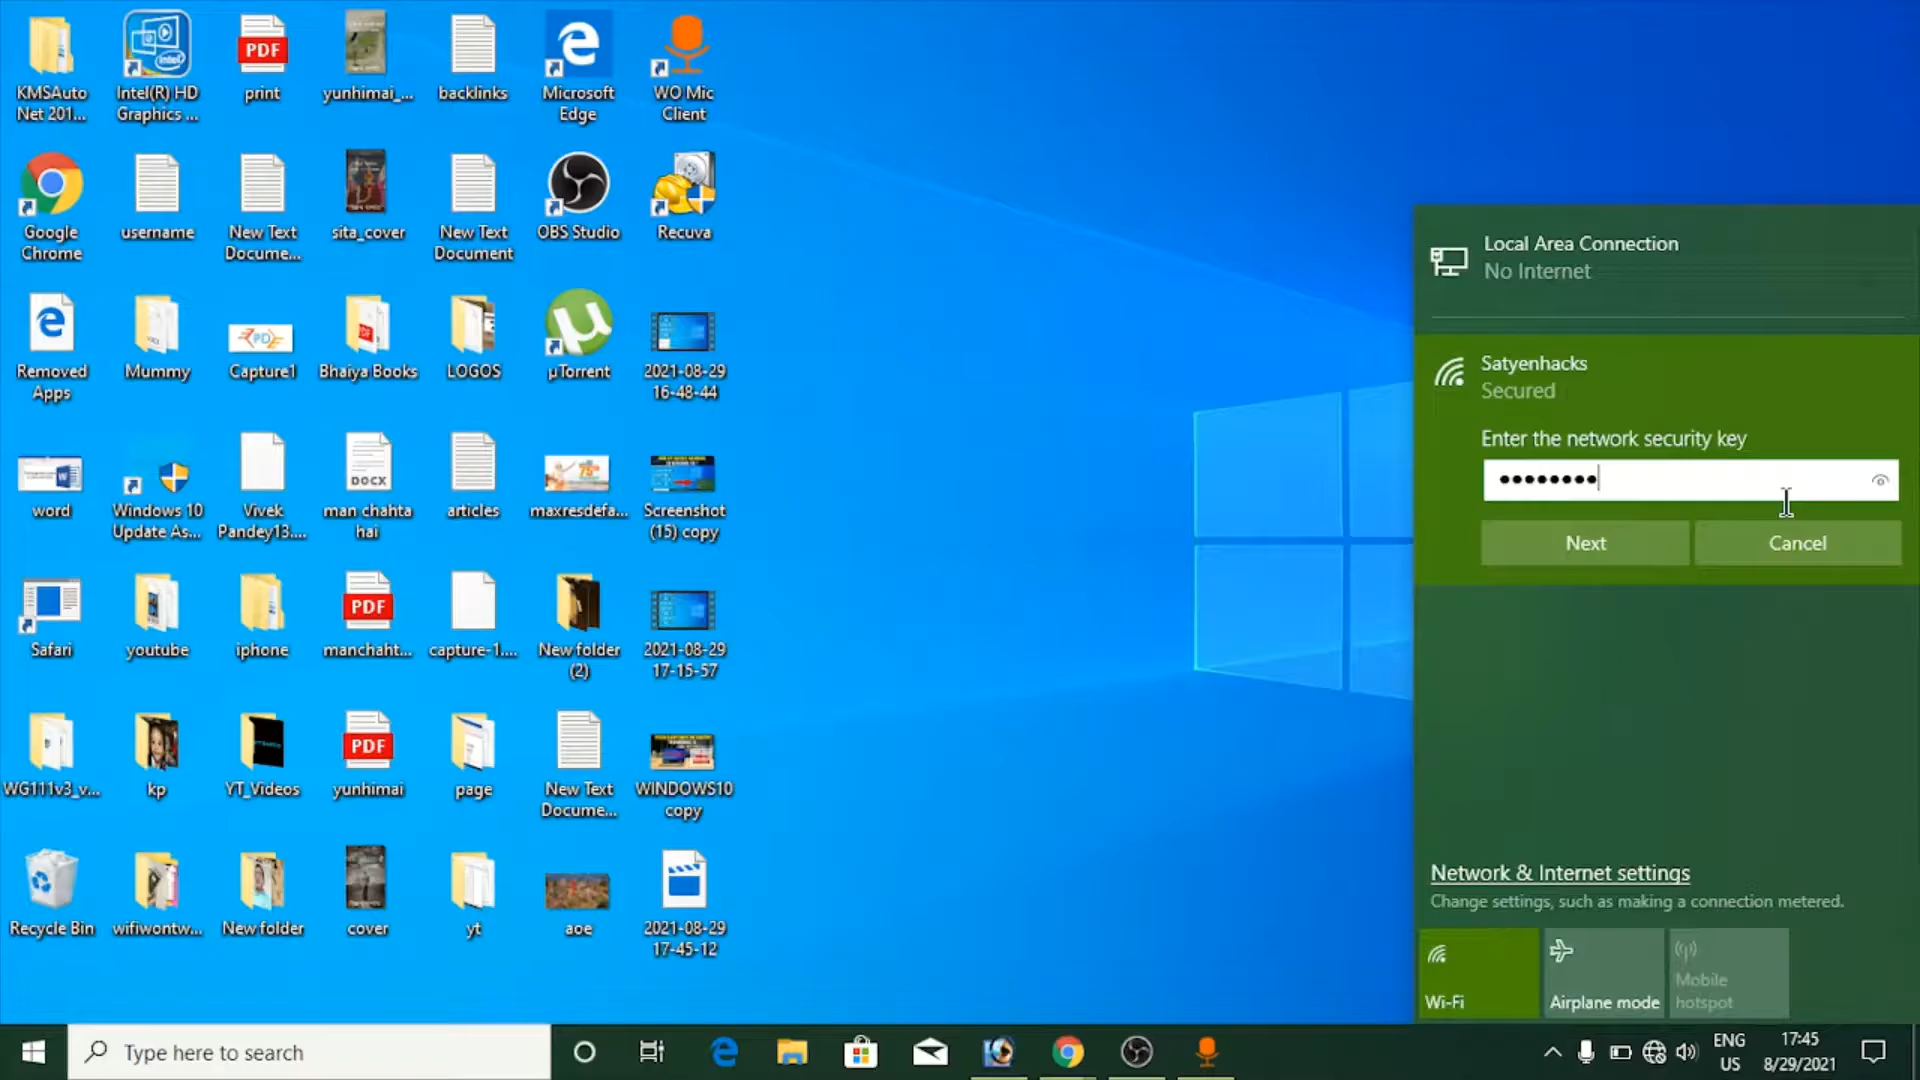 KMSAuto
Net 201...
Intel(R) HD
Graphics ...
print
yunhimai_...
backlinks
Microsoft
Edge
WO Mic
Client
Google
Chrome
username
New Text
Docume...
sita_cover
New Text
Document
OBS Studio
Recuva
Removed
Apps
Mummy
Capture1
Bhaiya Books
LOGOS
µTorrent
2021-08-29
16-48-44
word
Windows 10
Update As...
Vivek
Pandey13....
man chahta
hai
articles
maxresdefa...
Screenshot
(15) copy
Safari
youtube
iphone
manchaht...
capture-1....
New folder
(2)
2021-08-29
17-15-57
WG111v3_v...
kp
YT_Videos
yunhimai
page
New Text
Docume...
WINDOWS10
copy
Recycle Bin
wifiwontw...
New folder
cover
yt
aoe
2021-08-29
17-45-12
PDF
intel
DOCX
PDF
PDF
Local Area Connection
No Internet
Satyenhacks
Secured
Enter the network security key
••••••••
Next
Cancel
Network & Internet settings
Change settings, such as making a connection metered.
Wi-Fi
Airplane mode
Mobile
hotspot
Type here to search
ENG
US
17:45
8/29/2021